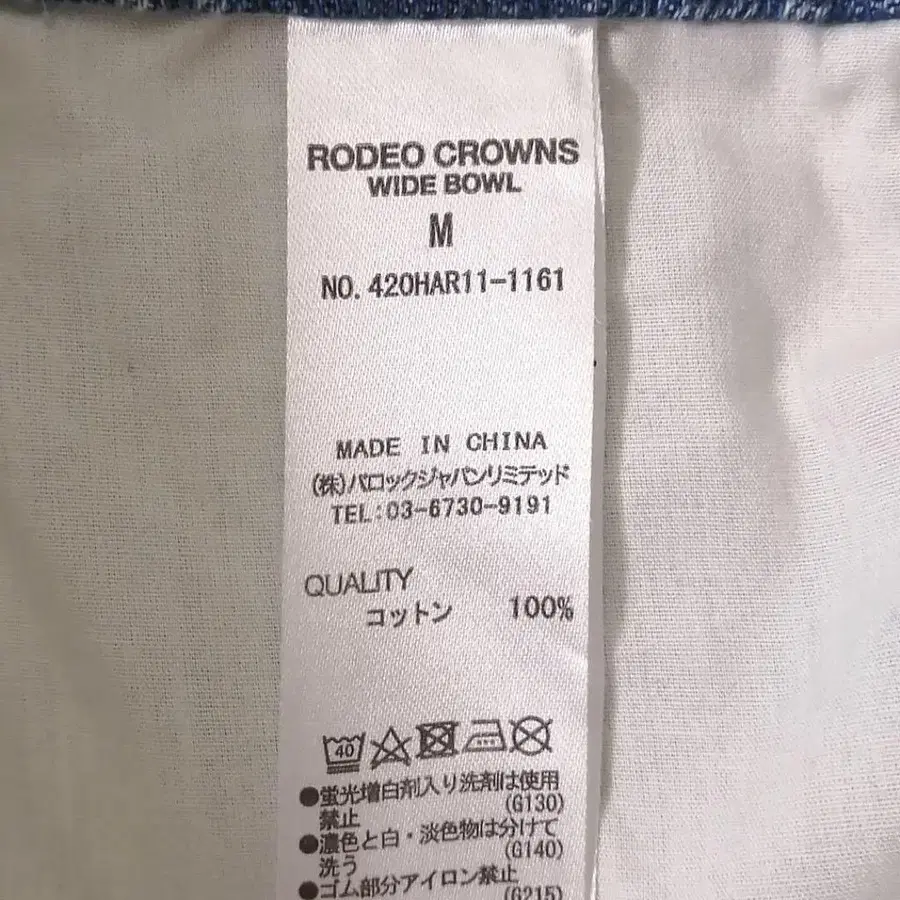 RODEO CROWNS
WIDE BOWL
M
NO. 420HAR11-1161
MADE IN CHINA
(株)バロックジャパンリミテッド
TEL:03-6730-9191
QUALITY
コットン 100%
40
●蛍光増白剤入り洗剤は使用
禁止 (G130)
●濃色と白・淡色物は分けて
洗う (G140)
●ゴム部分アイロン禁止
(G215)